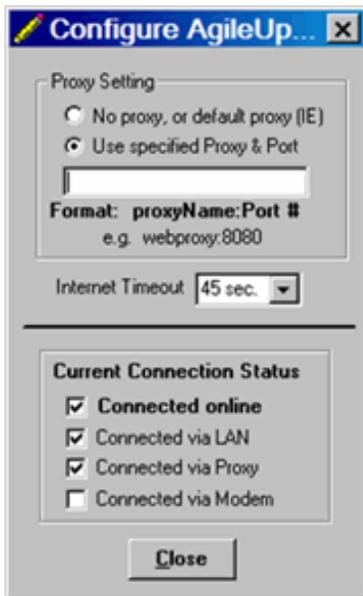 Configure AgileUp...
Proxy Setting
No proxy, or default proxy (IE)
Use specified Proxy & Port
Format: proxyName:Port #
e.g. webproxy:8080
Internet Timeout 45 sec.
Current Connection Status
Connected online
Connected via LAN
Connected via Proxy
Connected via Modem
Close